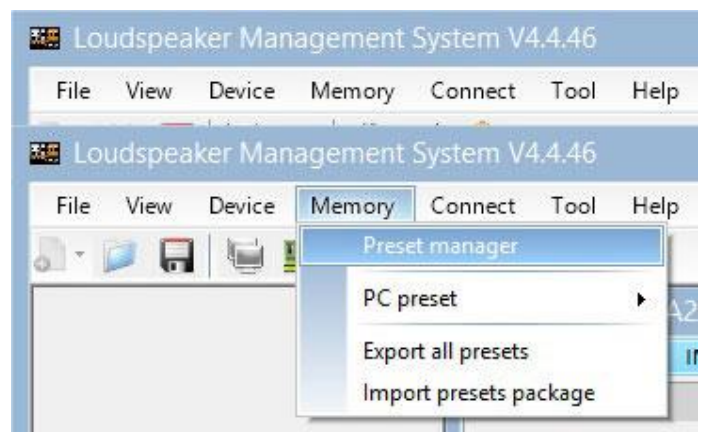 Loudspeaker Management System V4.4.46
File View Device Memory Connect Tool Help
Loudspeaker Management System V4.4.46
File View Device Memory Connect Tool Help
Preset manager
PC preset
Export all presets
Import presets package